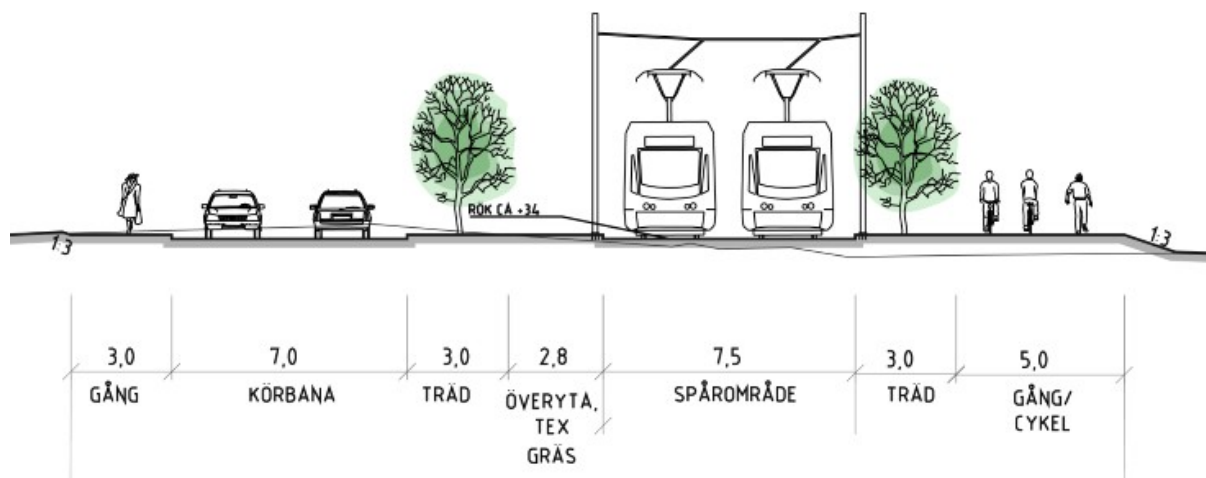 RÖK CA +34
1:3
1:3
3,0
7,0
3,0
2,8
7,5
3,0
5,0
GÅNG
KÖRBANA
TRÄD
ÖVERYTA,
TEX
GRÄS
SPÅROMRÅDE
TRÄD
GÅNG/
CYKEL